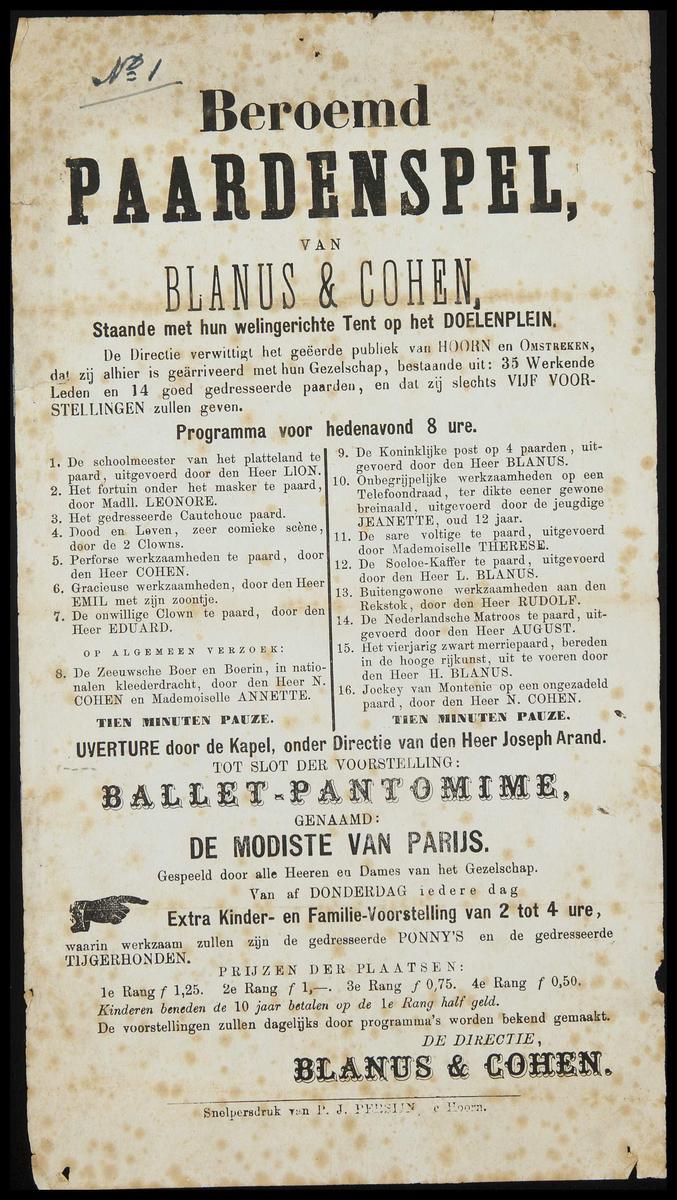 No 1
Beroemd
PAARDENSPEL,
VAN
BLANUS & COHEN,
Staande met hun welingerichte Tent op het DOELENPLEIN.
De Directie verwittigt het geëerde publiek van HOORN en OMSTREKEN,
dat zij alhier is geärriveerd met hun Gezelschap, bestaande uit: 35 Werkende
Leden en 14 goed gedresseerde paarden, en dat zij slechts VIJF VOOR-
STELLINGEN zullen geven.
Programma voor hedenavond 8 ure.
1. De schoolmeester van het platteland te
paard, uitgevoerd door den Heer LION.
2. Het fortuin onder het masker te paard,
door Madll. LEONORE.
3. Het gedresseerde Cautchouc paard.
4. Dood en Leven, zeer comieke scène,
door de 2 Clowns.
5. Perforse werkzaamheden te paard, door
den Heer COHEN.
6. Gracieuse werkzaamheden, door den Heer
EMIL met zijn zoontje.
7. De onwillige Clown te paard, door den
Heer EDUARD.
OP ALGEMEEN VERZOEK:
8. De Zeeuwsche Boer en Boerin, in natio-
nalen kleederdracht, door den Heer N.
COHEN en Mademoiselle ANNETTE.
TIEN MINUTEN PAUZE.
9. De Koninklijke post op 4 paarden, uit-
gevoerd door den Heer BLANUS.
10. Onbegrijpelijke werkzaamheden op een
Telefoondraad, ter dikte eener gewone
breinaald, uitgevoerd door de jeugdige
JEANETTE, oud 12 jaar.
11. De sare voltige te paard, uitgevoerd
door Mademoiselle THERESE.
12. De Soeloe-Kaffer te paard, uitgevoerd
door den Heer L. BLANUS.
13. Buitengowone werkzaamheden aan den
Rekstok, door den Heer RUDOLF.
14. De Nederlandsche Matroos te paard, uit-
gevoerd door den Heer AUGUST.
15. Het vierjarig zwart merriepaard, bereden
in de hooge rijkunst, uit te voeren door
den Heer H. BLANUS.
16. Jockey van Montenie op een ongezadeld
paard, door den Heer N. COHEN.
TIEN MINUTEN PAUZE.
UVERTURE door de Kapel, onder Directie van den Heer Joseph Arand.
TOT SLOT DER VOORSTELLING:
BALLET-PANTOMIME,
GENAAMD:
DE MODISTE VAN PARIJS.
Gespeeld door alle Heeren en Dames van het Gezelschap.
Van af DONDERDAG iedere dag
Extra Kinder- en Familie-Voorstelling van 2 tot 4 ure,
waarin werkzaam zullen zijn de gedresseerde PONNY'S en de gedresseerde
TIJGERHONDEN.
PRIJZEN DER PLAATSEN:
1e Rang f 1,25. 2e Rang f 1,—. 3e Rang f 0,75. 4e Rang f 0,50.
Kinderen beneden de 10 jaar betalen op de 1e Rang half geld.
De voorstellingen zullen dagelijks door programma's worden bekend gemaakt.
DE DIRECTIE,
BLANUS & COHEN.
Snelpersdruk van P. J. PERSIJN, e Hoorn.